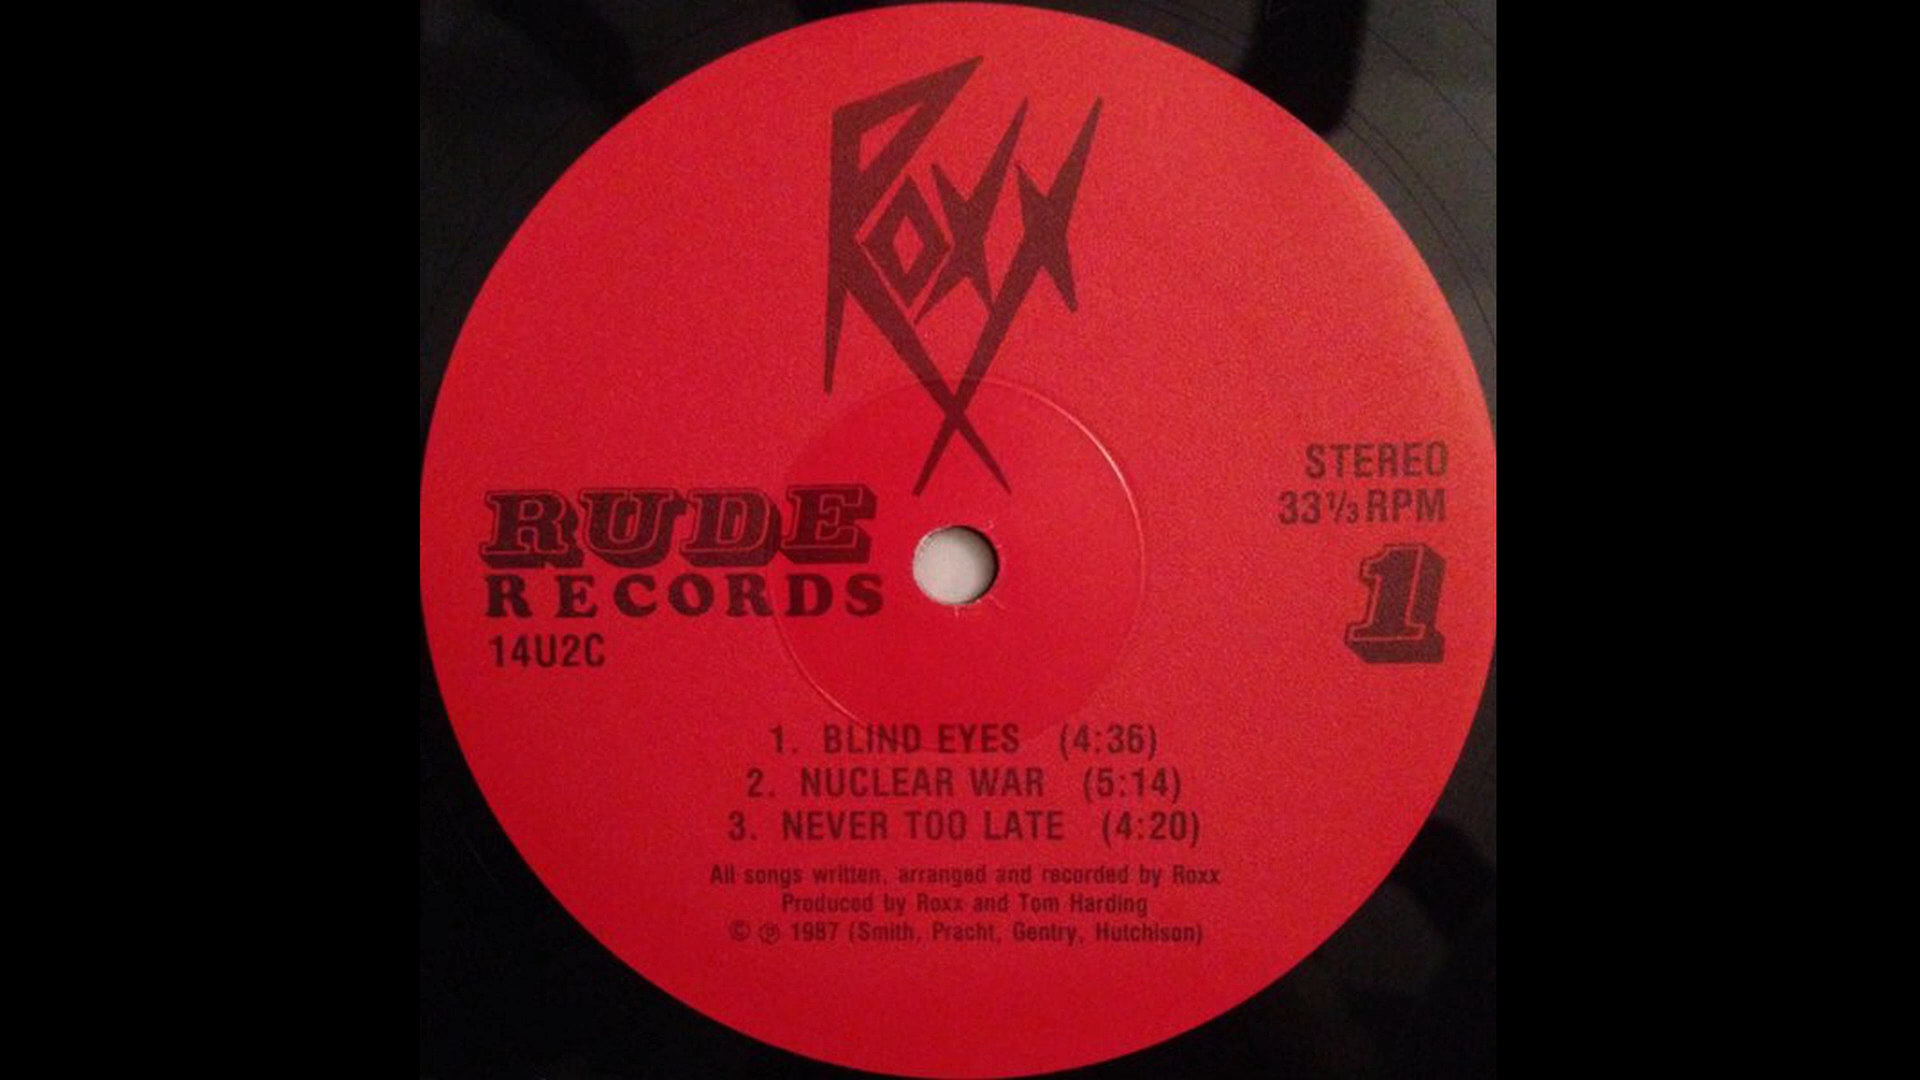 Roxx
STEREO
33⅓ RPM
RUDE
RECORDS
14U2C
1
1. BLIND EYES (4:36)
2. NUCLEAR WAR (5:14)
3. NEVER TOO LATE (4:20)
All songs written, arranged and recorded by Roxx
Produced by Roxx and Tom Harding
© ℗ 1987 (Smith, Pracht, Gentry, Hutchison)